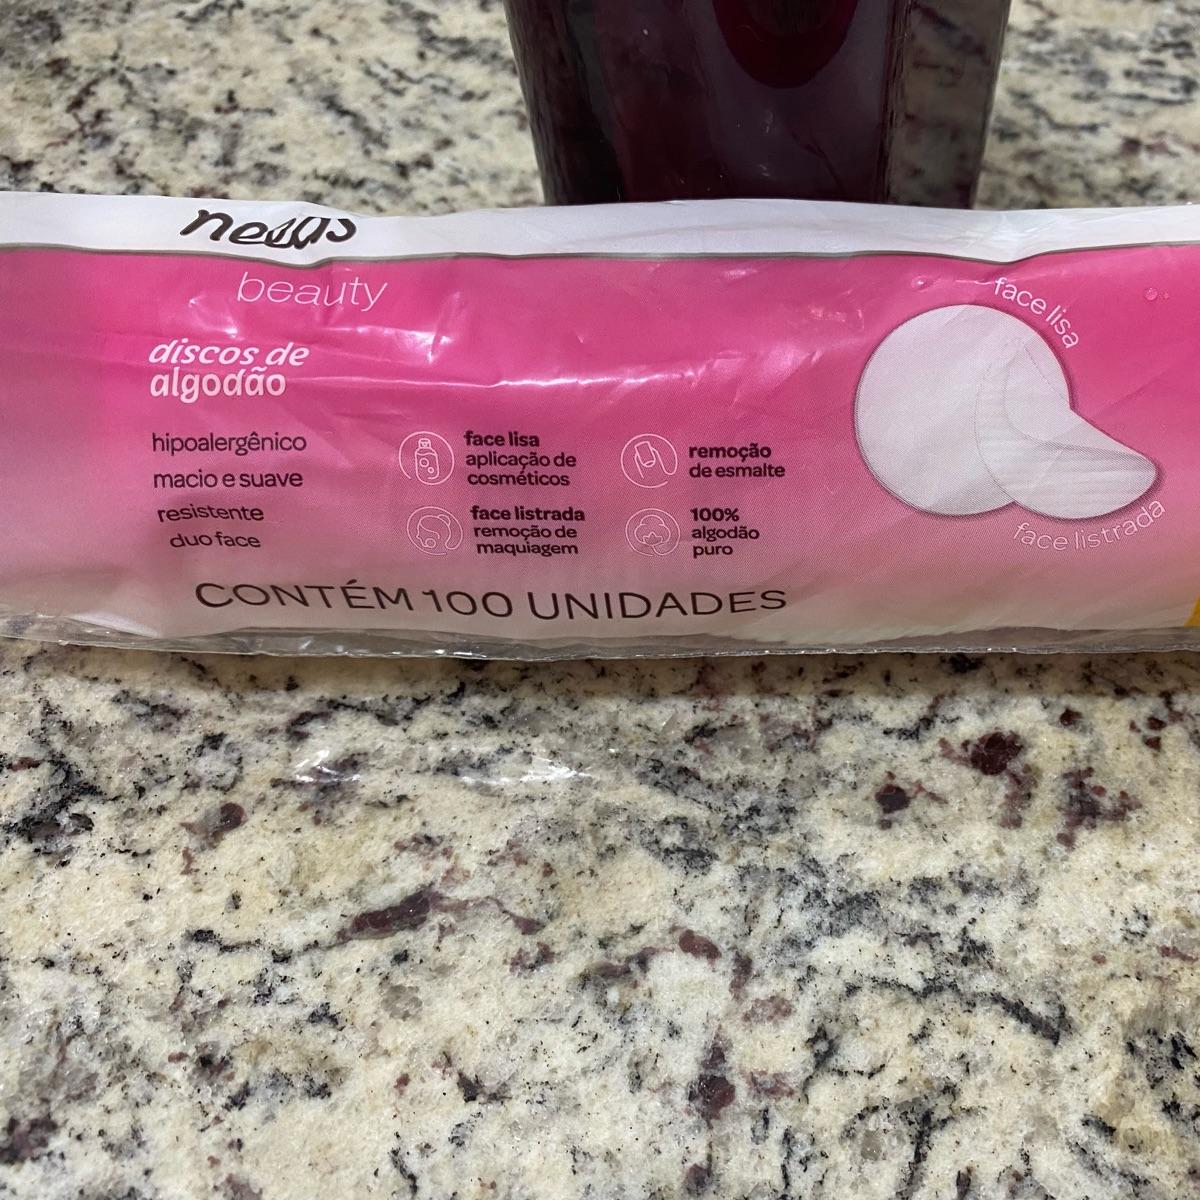 beauty
discos de
algodão
hipoalergênico
macio e suave
resistente
duo face
face lisa
aplicação de
cosméticos
face listrada
remoção de
maquiagem
remoção
de esmalte
100%
algodão
puro
face lisa
face listrada
CONTÉM 100 UNIDADES